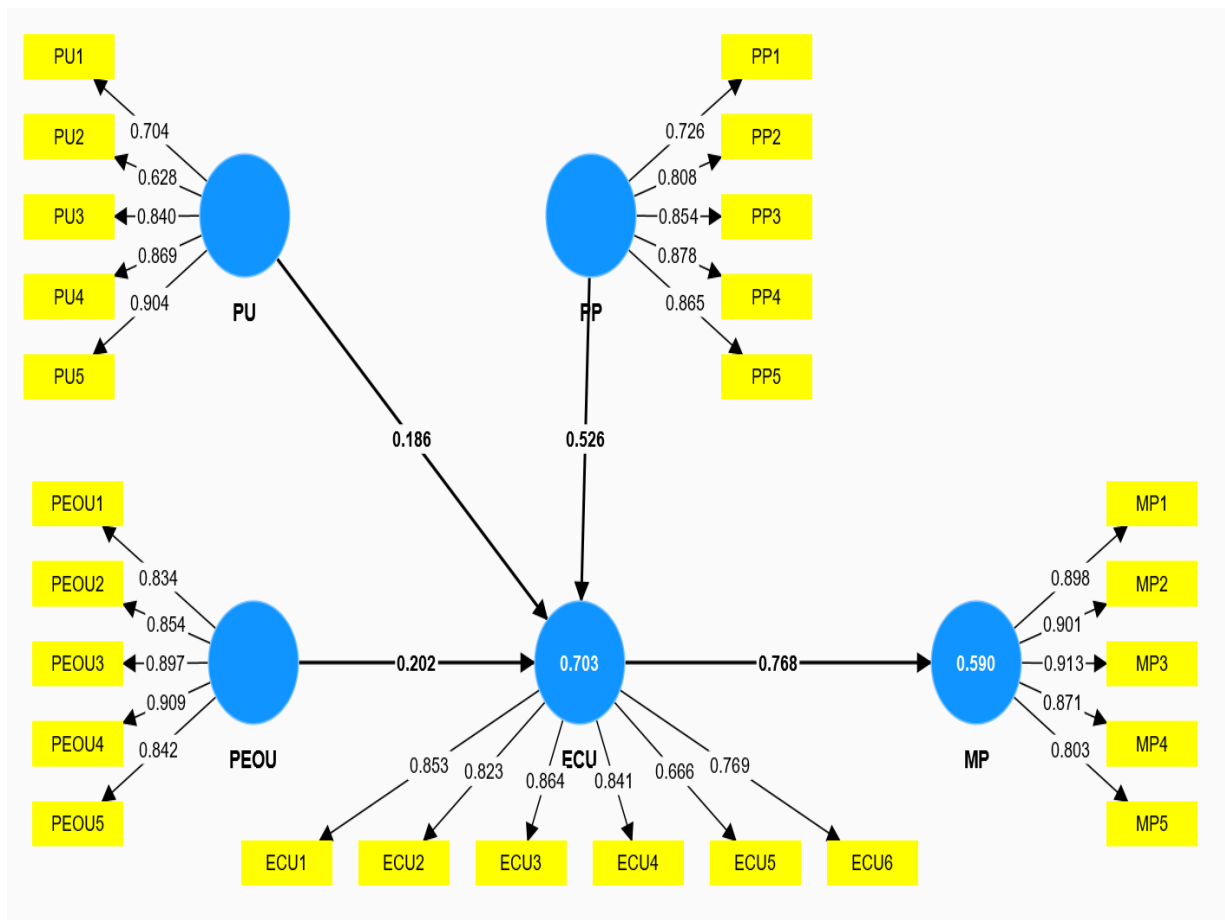 PU1
PU2
PU3
PU4
PU5
0.704
0.628
0.840
0.869
0.904
PU
PP1
PP2
PP3
PP4
PP5
0.726
0.808
0.854
0.878
0.865
PP
0.186
0.526
PEOU1
PEOU2
PEOU3
PEOU4
PEOU5
0.834
0.854
0.897
0.909
0.842
PEOU
0.202
0.703
ECU
0.768
0.590
MP
0.898
0.901
0.913
0.871
0.803
MP1
MP2
MP3
MP4
MP5
0.853
0.823
0.864
0.841
0.666
0.769
ECU1
ECU2
ECU3
ECU4
ECU5
ECU6